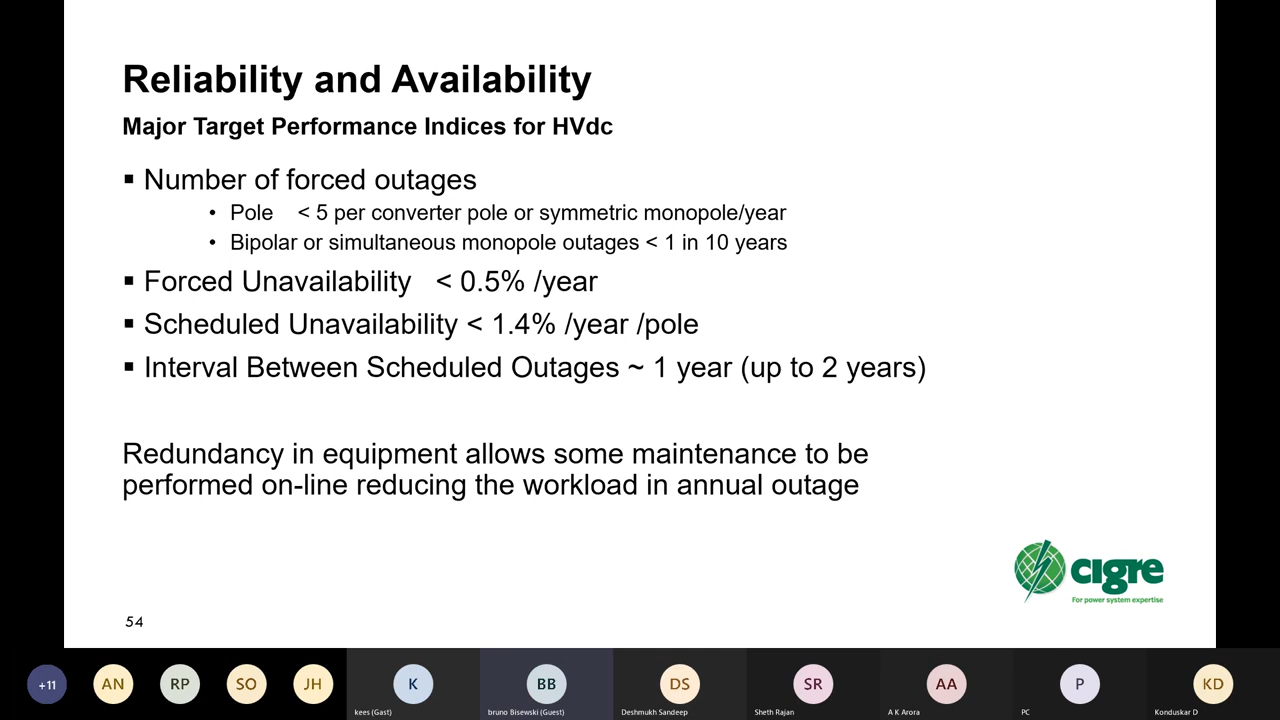 Reliability and Availability
Major Target Performance Indices for HVdc
▪ Number of forced outages
• Pole < 5 per converter pole or symmetric monopole/year
• Bipolar or simultaneous monopole outages < 1 in 10 years
▪ Forced Unavailability < 0.5% /year
▪ Scheduled Unavailability < 1.4% /year /pole
▪ Interval Between Scheduled Outages ~ 1 year (up to 2 years)
Redundancy in equipment allows some maintenance to be
performed on-line reducing the workload in annual outage
cigre
For power system expertise
54
+11 AN RP SO JH K BB DS SR AA P KD
kees (Gast) bruno Bisewski (Guest) Deshmukh Sandeep Sheth Rajan A K Arora PC Konduskar D